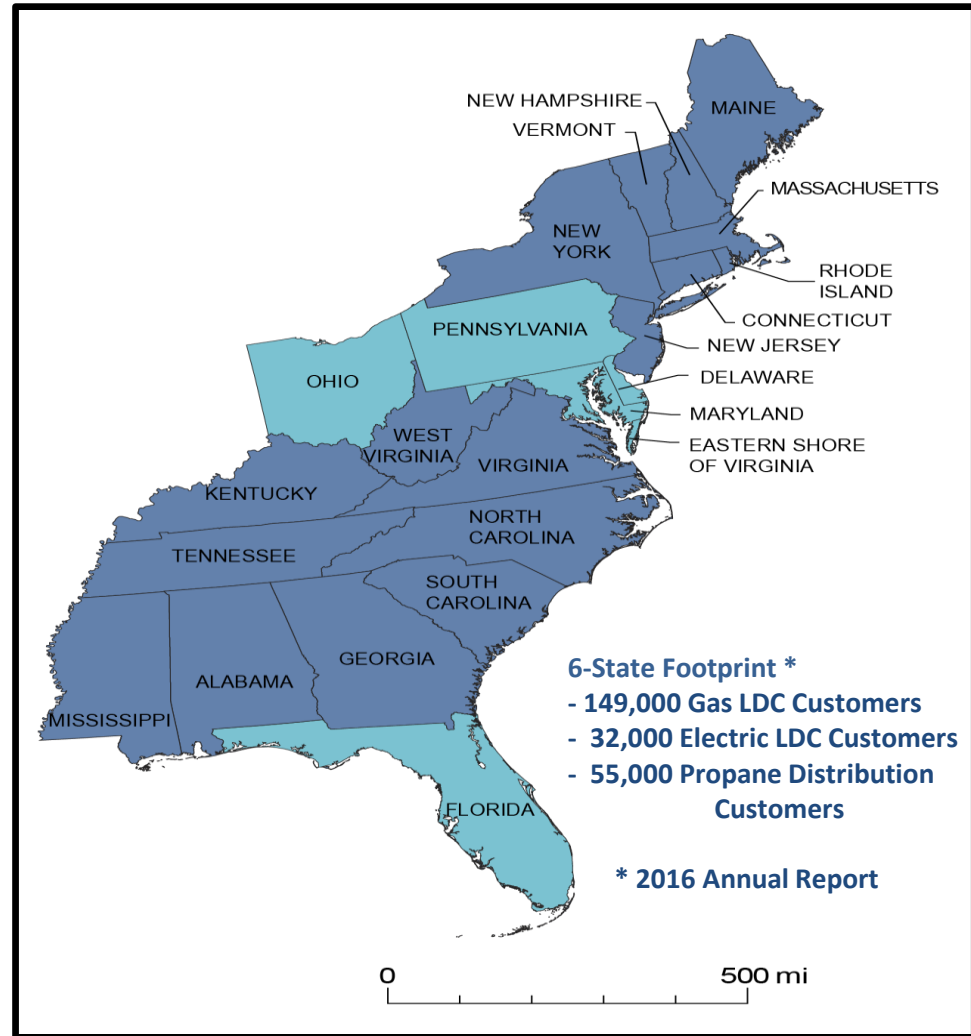 MAINE
NEW HAMPSHIRE
VERMONT
MASSACHUSETTS
NEW
YORK
RHODE
ISLAND
CONNECTICUT
PENNSYLVANIA
NEW JERSEY
OHIO
DELAWARE
MARYLAND
WEST
VIRGINIA
EASTERN SHORE
OF VIRGINIA
VIRGINIA
KENTUCKY
NORTH
CAROLINA
TENNESSEE
SOUTH
CAROLINA
GEORGIA
ALABAMA
MISSISSIPPI
FLORIDA
6-State Footprint *
- 149,000 Gas LDC Customers
- 32,000 Electric LDC Customers
- 55,000 Propane Distribution
Customers
* 2016 Annual Report
0 500 mi